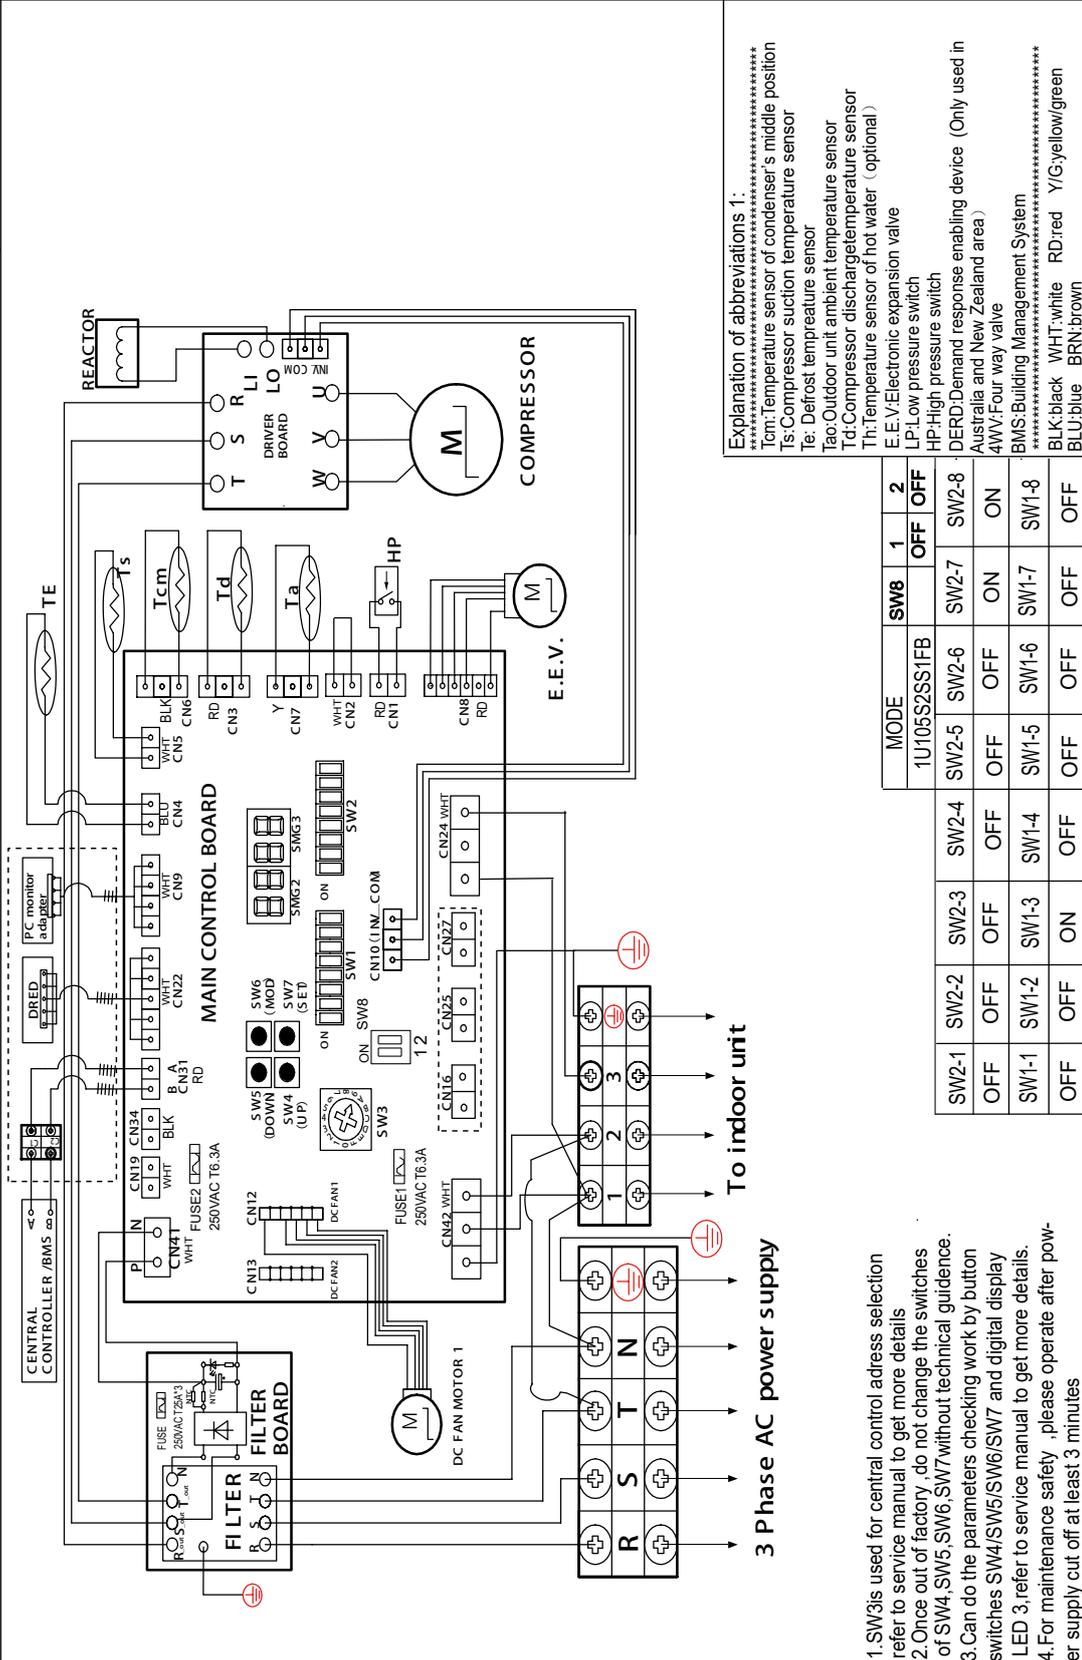 CENTRAL
CONTROLLER /BMS
A
B
C1
C2
DRED
PC monitor
adapter
TE
Ts
REACTOR
FUSE
250VAC T25A*3
NTC
NTC
FILTER
BOARD
R_out
S_out
T_out
N
FILTER
R
S
T
N
P
N
CN41
WHT
CN19
WHT
CN34
BLK
B A
CN31
RD
WHT
CN22
WHT
CN9
BLU
CN4
WHT
CN5
BLK
CN6
Tcm
RD
CN3
Td
Y
CN7
Ta
WHT
CN2
RD
CN1
HP
CN8
RD
M
E.E.V.
MAIN CONTROL BOARD
FUSE2
250VAC T6.3A
CN13
CN12
DCFAN2
DCFAN1
M
DC FAN MOTOR 1
SW5
(DOWN)
SW4
(UP)
SW6
(MOD)
SW7
(SET)
SMG2
SMG3
SW3
ON
SW8
12
ON
SW1
ON
SW2
FUSE1
250VAC T6.3A
CN10(INV_COM
CN42 WHT
CN16
CN25
CN27
CN24 WHT
T
S
R
LI
LO
DRIVER
BOARD
INV_COM
W
V
U
M
COMPRESSOR
R
S
T
N
3 Phase AC power supply
1
2
3
To indoor unit
1.SW3is used for central control adress selection
refer to service manual to get more details
2.Once out of factory ,do not change the switches
of SW4,SW5,SW6,SW7without technical guidence.
3.Can do the parameters checking work by button
switches SW4/SW5/SW6/SW7 and digital display
LED 3,refer to service manual to get more details.
4.For maintenance safety ,please operate after pow-
er supply cut off at least 3 minutes
MODE SW8 1 2
1U105S2SS1FB OFF OFF
SW2-1 SW2-2 SW2-3 SW2-4 SW2-5 SW2-6 SW2-7 SW2-8
OFF OFF OFF OFF OFF OFF ON ON
SW1-1 SW1-2 SW1-3 SW1-4 SW1-5 SW1-6 SW1-7 SW1-8
OFF OFF ON OFF OFF OFF OFF OFF
Explanation of abbreviations 1:
Tcm:Temperature sensor of condenser's middle position
Ts:Compressor suction temperature sensor
Te: Defrost tempreature sensor
Tao:Outdoor unit ambient temperature sensor
Td:Compressor dischargetemperature sensor
Th:Temperature sensor of hot water（optional）
E.E.V:Electronic expansion valve
LP:Low pressure switch
HP:High pressure switch
DERD:Demand response enabling device (Only used in
Australia and New Zealand area）
4WV:Four way valve
BMS:Building Management System
BLK:black WHT:white RD:red Y/G:yellow/green
BLU:blue BRN:brown